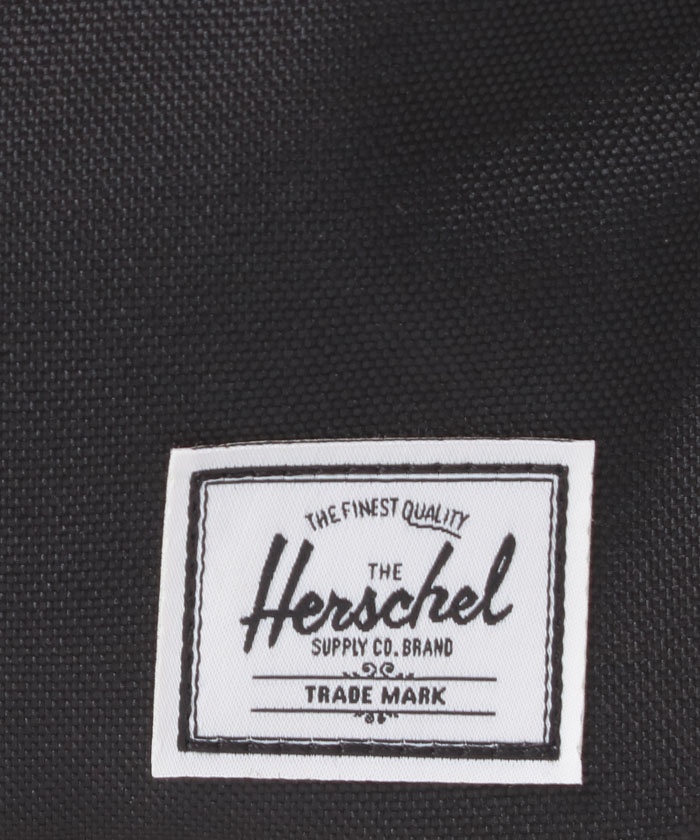 THE FINEST QUALITY
THE
Herschel
SUPPLY CO. BRAND
TRADE MARK